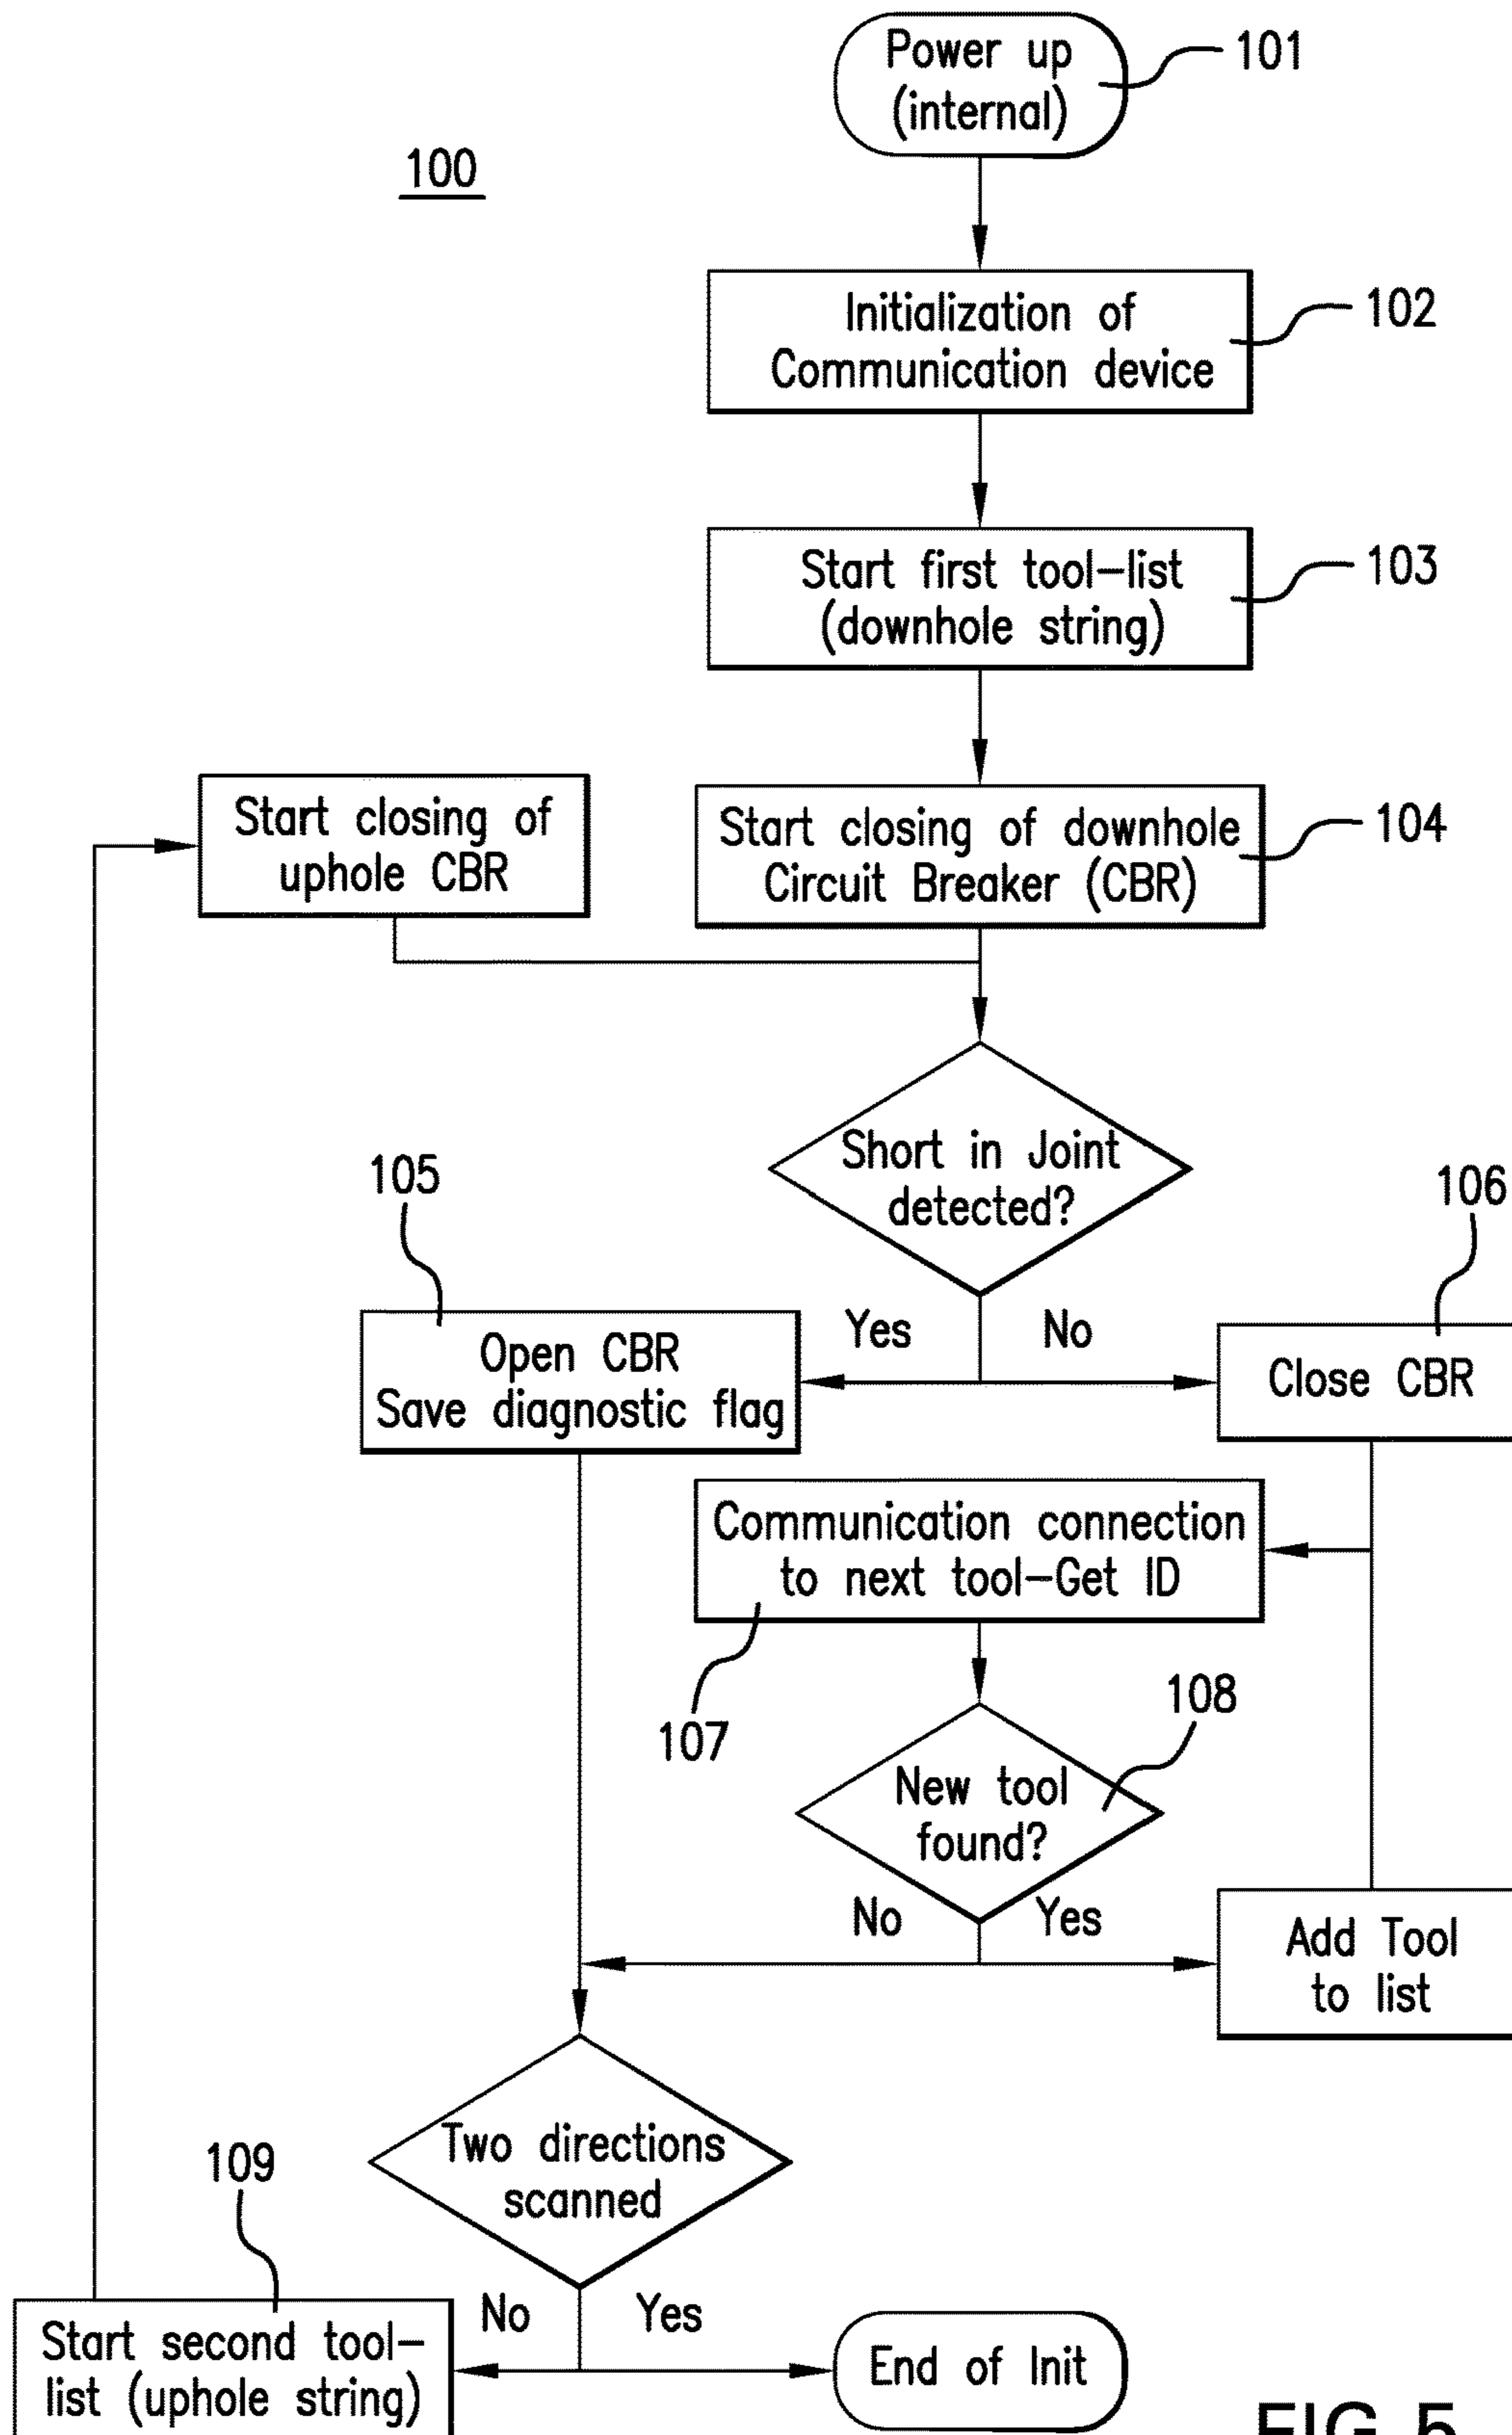 Power up
(internal)
101
100
Initialization of
Communication device
102
Start first tool-list
(downhole string)
103
Start closing of
uphole CBR
Start closing of downhole
Circuit Breaker (CBR)
104
Short in Joint
detected?
105
106
Yes
No
Open CBR
Save diagnostic flag
Close CBR
Communication connection
to next tool-Get ID
107
108
New tool
found?
No
Yes
Add Tool
to list
Two directions
scanned
109
No
Yes
Start second tool-
list (uphole string)
End of Init
FIG. 5